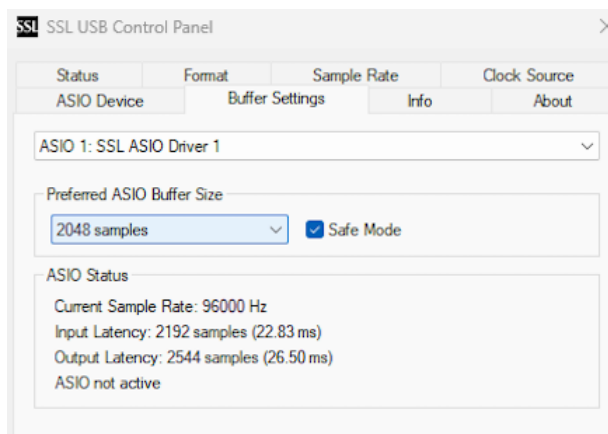 SSL SSL USB Control Panel
Status Format Sample Rate Clock Source
ASIO Device Buffer Settings Info About
ASIO 1: SSL ASIO Driver 1
Preferred ASIO Buffer Size
2048 samples Safe Mode
ASIO Status
Current Sample Rate: 96000 Hz
Input Latency: 2192 samples (22.83 ms)
Output Latency: 2544 samples (26.50 ms)
ASIO not active